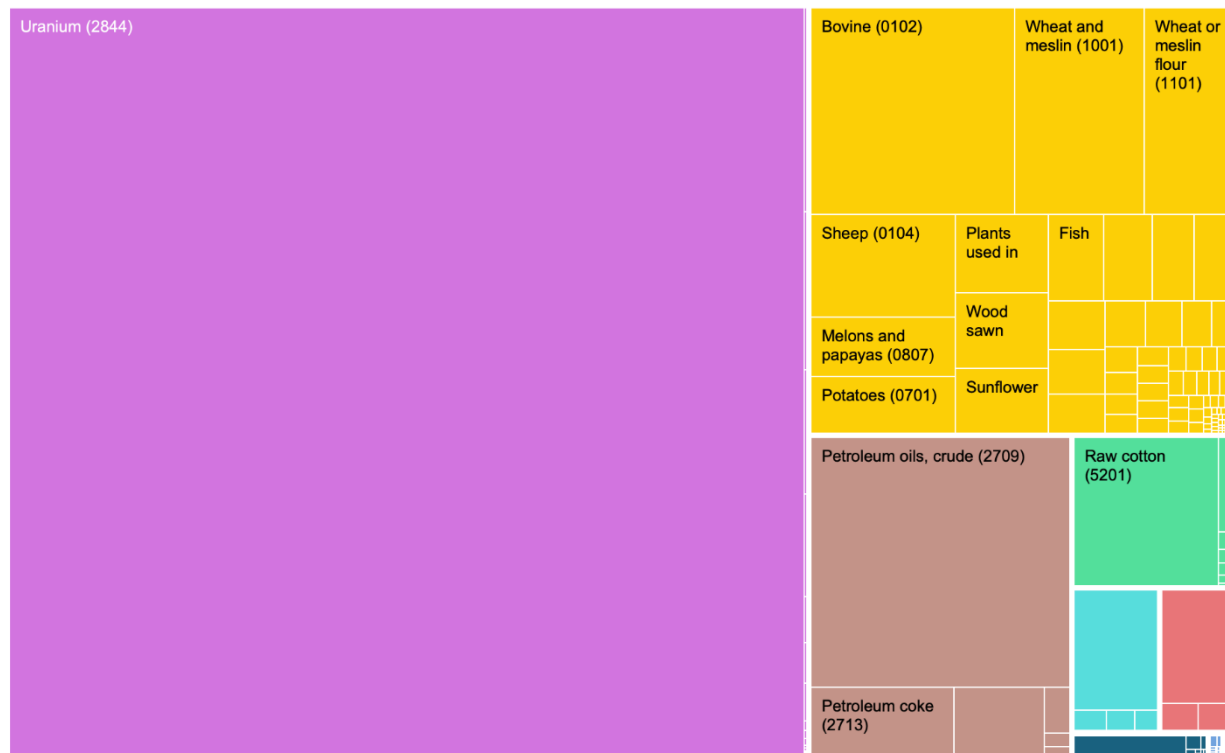 Uranium (2844)
Bovine (0102)
Wheat and
meslin (1001)
Wheat or
meslin
flour
(1101)
Sheep (0104)
Plants
used in
Fish
Wood
sawn
Melons and
papayas (0807)
Sunflower
Potatoes (0701)
Petroleum oils, crude (2709)
Raw cotton
(5201)
Petroleum coke
(2713)